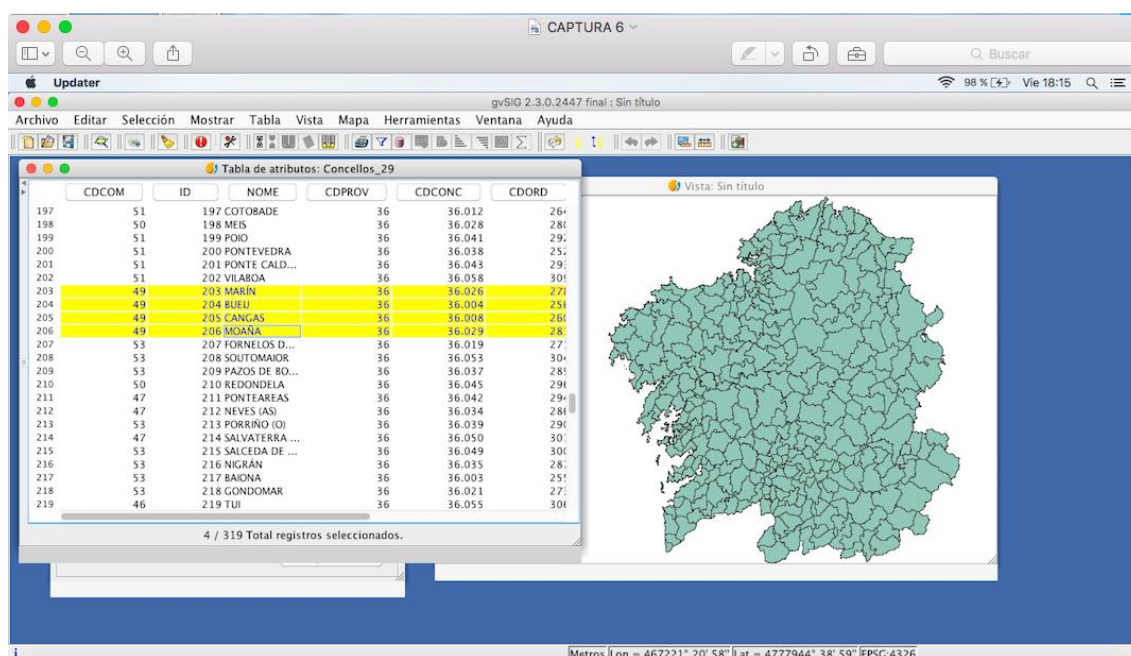 CAPTURA 6
Buscar
Updater
98 % Vie 18:15
gvSIG 2.3.0.2447 final : Sin título
Archivo Editar Selección Mostrar Tabla Vista Mapa Herramientas Ventana Ayuda
Tabla de atributos: Concellos_29
Vista: Sin título
CDCOM ID NOME CDPROV CDCONC CDORD
197 51 197 COTOBADE 36 36.012
198 50 198 MEIS 36 36.028
199 51 199 POIO 36 36.041
200 51 200 PONTEVEDRA 36 36.038
201 51 201 PONTE CALD... 36 36.043
202 51 202 VILABOA 36 36.058
203 49 203 MARÍN 36 36.026
204 49 204 BUEU 36 36.004
205 49 205 CANGAS 36 36.008
206 49 206 MOAÑA 36 36.029
207 53 207 FORNELOS D... 36 36.019
208 53 208 SOUTOMAIOR 36 36.053
209 53 209 PAZOS DE BO... 36 36.037
210 50 210 REDONDELA 36 36.045
211 47 211 PONTEAREAS 36 36.042
212 47 212 NEVES (AS) 36 36.034
213 53 213 PORRIÑO (O) 36 36.039
214 47 214 SALVATERRA ... 36 36.050
215 53 215 SALCEDA DE ... 36 36.049
216 53 216 NIGRÁN 36 36.035
217 53 217 BAIONA 36 36.003
218 53 218 GONDOMAR 36 36.021
219 46 219 TUI 36 36.055
4 / 319 Total registros seleccionados.
Metros Lon = 467221° 20' 58" Lat = 4777944° 38' 59" EPSG:4326